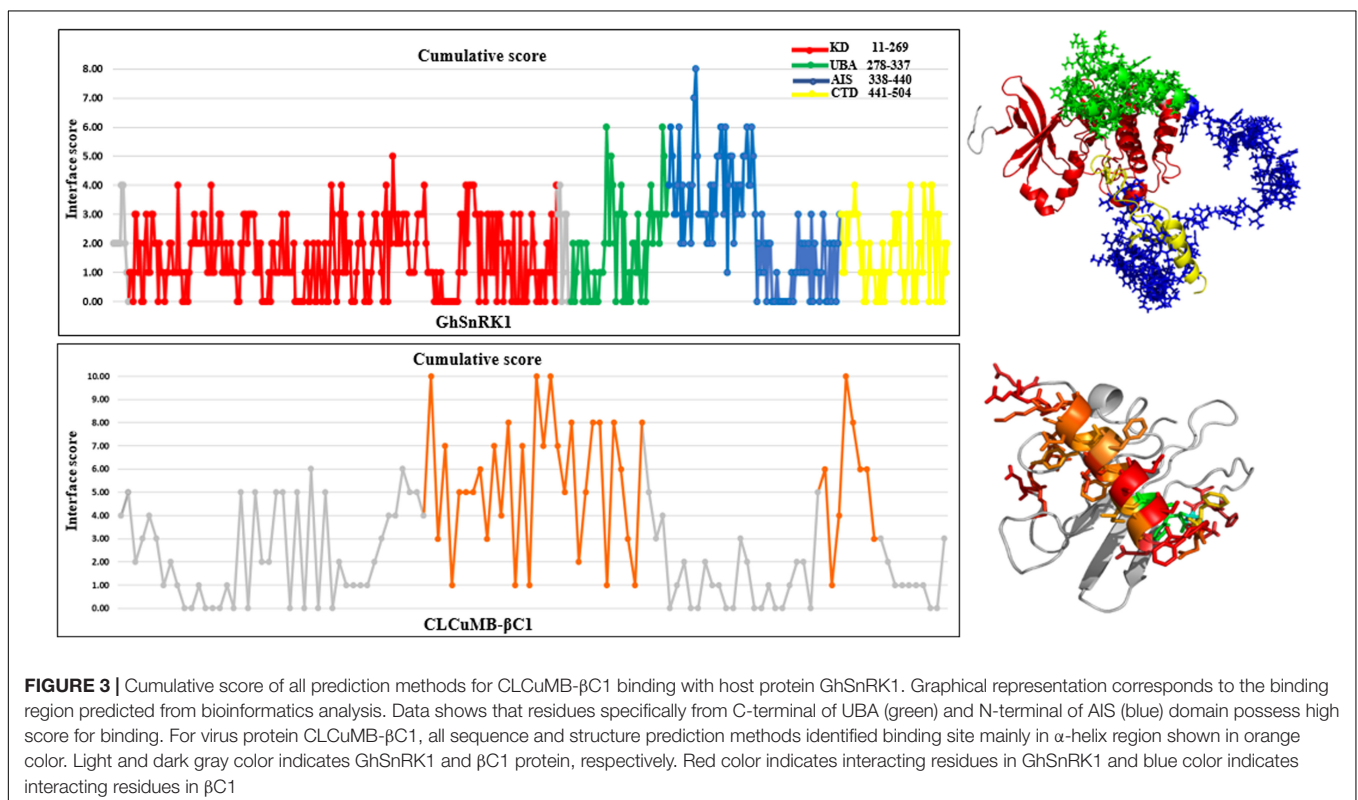 Cumulative score
KD 11-269
UBA 278-337
AIS 338-440
CTD 441-504
Interface score
8.00
7.00
6.00
5.00
4.00
3.00
2.00
1.00
0.00
GhSnRK1
Cumulative score
Interface score
10.00
9.00
8.00
7.00
6.00
5.00
4.00
3.00
2.00
1.00
0.00
CLCuMB-βC1
FIGURE 3 | Cumulative score of all prediction methods for CLCuMB-βC1 binding with host protein GhSnRK1. Graphical representation corresponds to the binding
region predicted from bioinformatics analysis. Data shows that residues specifically from C-terminal of UBA (green) and N-terminal of AIS (blue) domain possess high
score for binding. For virus protein CLCuMB-βC1, all sequence and structure prediction methods identified binding site mainly in α-helix region shown in orange
color. Light and dark gray color indicates GhSnRK1 and βC1 protein, respectively. Red color indicates interacting residues in GhSnRK1 and blue color indicates
interacting residues in βC1